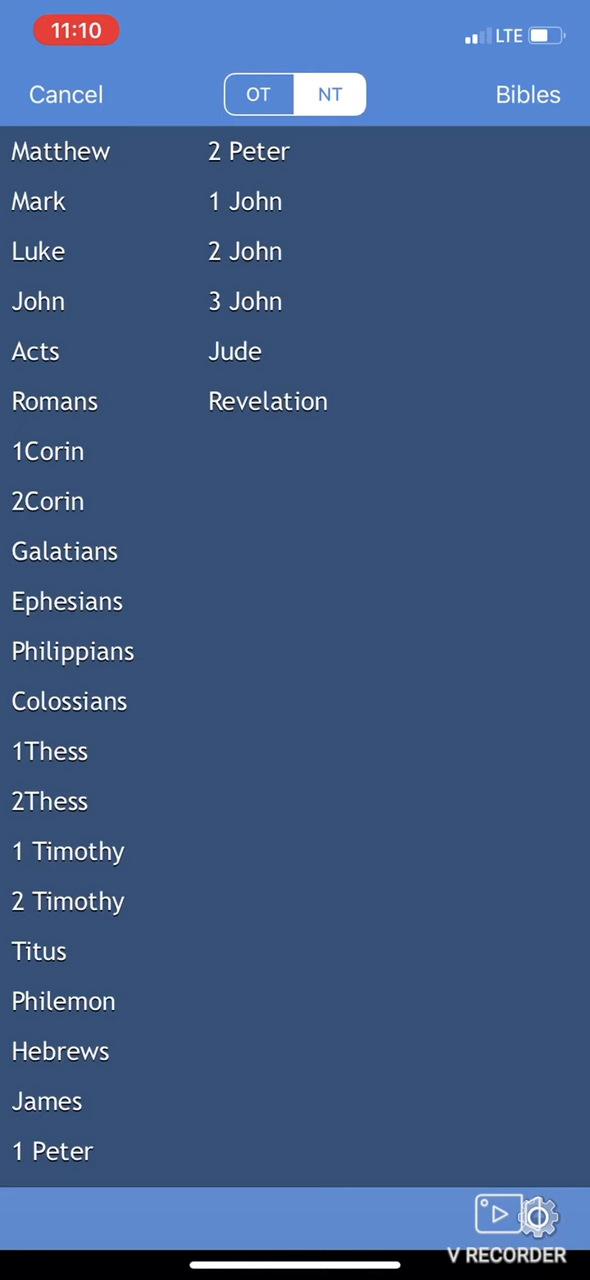 11:10
LTE
Cancel
OT
NT
Bibles
Matthew
Mark
Luke
John
Acts
Romans
1Corin
2Corin
Galatians
Ephesians
Philippians
Colossians
1Thess
2Thess
1 Timothy
2 Timothy
Titus
Philemon
Hebrews
James
1 Peter
2 Peter
1 John
2 John
3 John
Jude
Revelation
V RECORDER